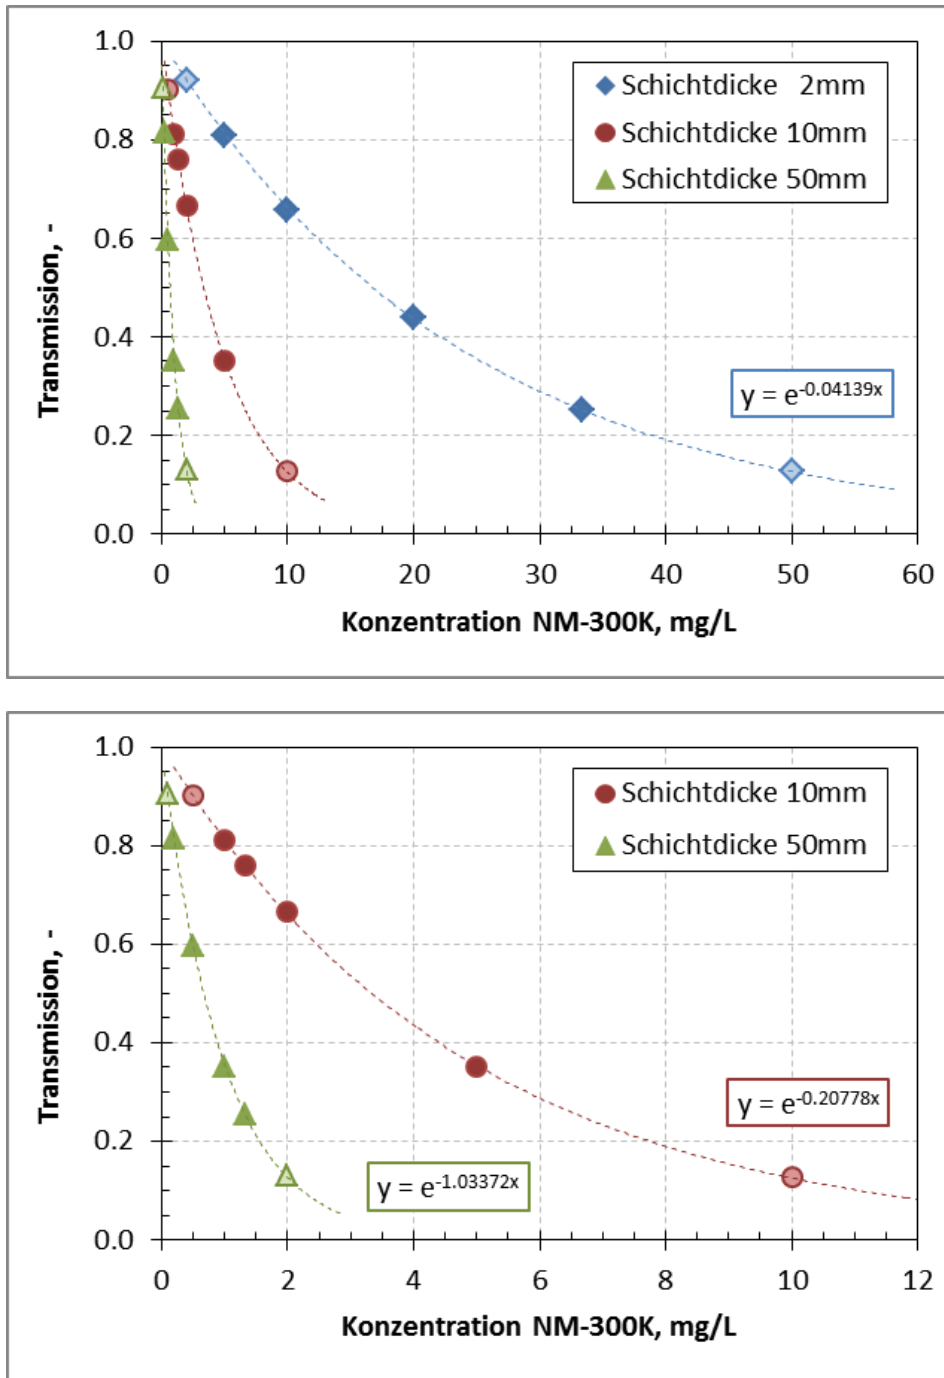 1.0
0.8
0.6
0.4
0.2
0.0
Transmission, -
Schichtdicke 2mm
Schichtdicke 10mm
Schichtdicke 50mm
y = e-0.04139x
0 10 20 30 40 50 60
Konzentration NM-300K, mg/L
1.0
0.8
0.6
0.4
0.2
0.0
Transmission, -
Schichtdicke 10mm
Schichtdicke 50mm
y = e-0.20778x
y = e-1.03372x
0 2 4 6 8 10 12
Konzentration NM-300K, mg/L